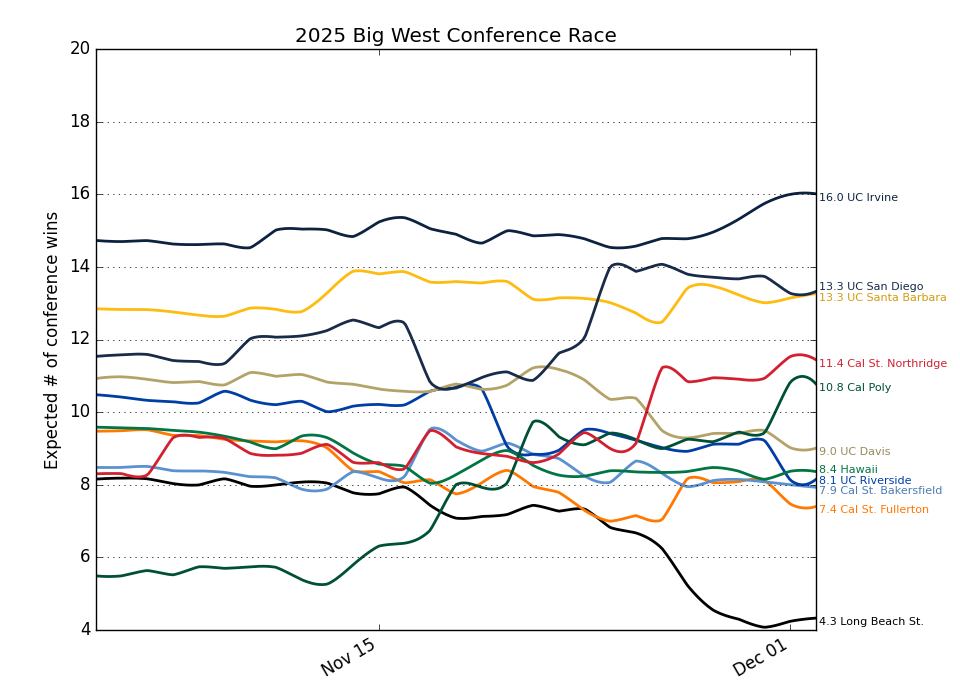 2025 Big West Conference Race
Expected # of conference wins
20
18
16
14
12
10
8
6
4
Nov 15
Dec 01
16.0 UC Irvine
13.3 UC San Diego
13.3 UC Santa Barbara
11.4 Cal St. Northridge
10.8 Cal Poly
9.0 UC Davis
8.4 Hawaii
8.1 UC Riverside
7.9 Cal St. Bakersfield
7.4 Cal St. Fullerton
4.3 Long Beach St.